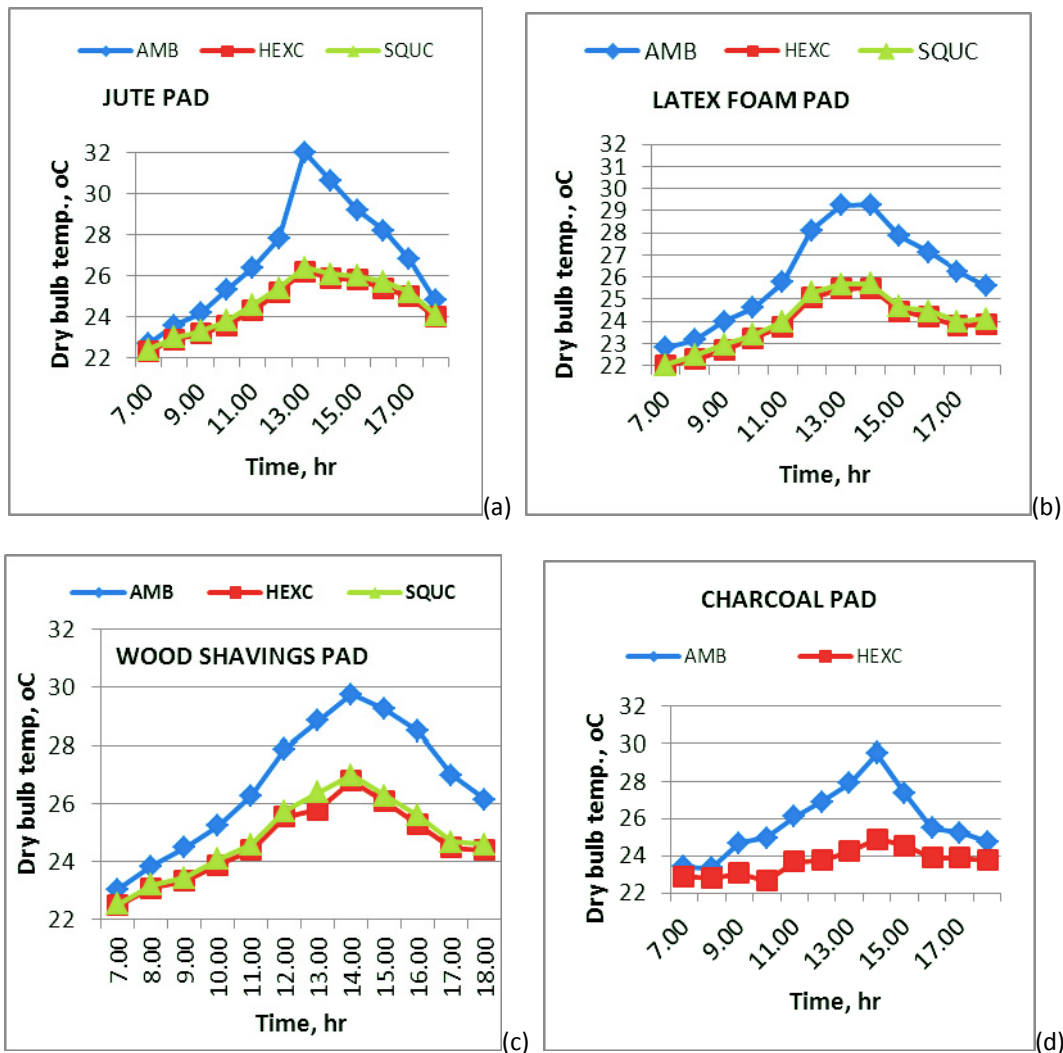 AMB HEXC SQUC
JUTE PAD
32
30
28
26
24
22
Dry bulb temp., oC
7.00 9.00 11.00 13.00 15.00 17.00
Time, hr
(a)
AMB HEXC SQUC
LATEX FOAM PAD
32
31
30
29
28
27
26
25
24
23
22
Dry bulb temp., oC
7.00 9.00 11.00 13.00 15.00 17.00
Time, hr
(b)
AMB HEXC SQUC
WOOD SHAVINGS PAD
32
30
28
26
24
22
Dry bulb temp, oC
7.00 8.00 9.00 10.00 11.00 12.00 13.00 14.00 15.00 16.00 17.00 18.00
Time, hr
(c)
CHARCOAL PAD
AMB HEXC
32
30
28
26
24
22
Dry bulb temp., oC
7.00 9.00 11.00 13.00 15.00 17.00
Time, hr
(d)